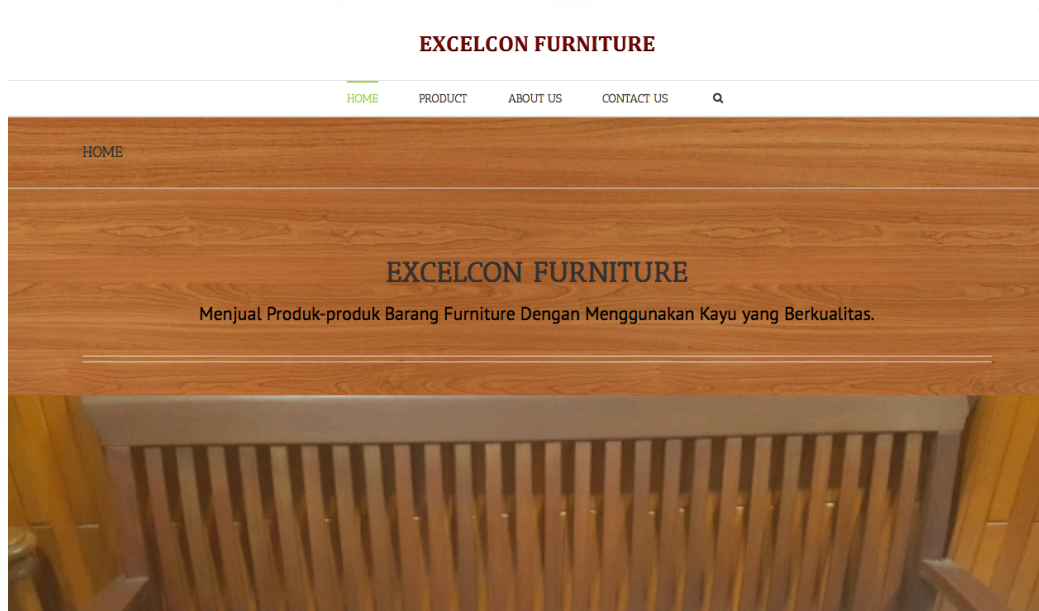 EXCELCON FURNITURE
HOME PRODUCT ABOUT US CONTACT US
HOME
EXCELCON FURNITURE
Menjual Produk-produk Barang Furniture Dengan Menggunakan Kayu yang Berkualitas.